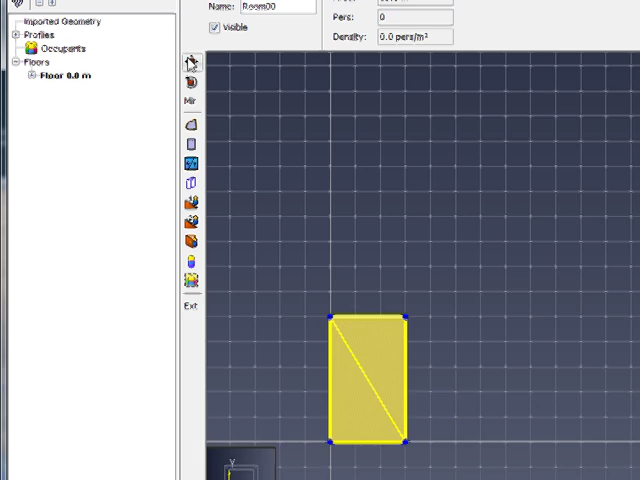 Name: Room00
Visible
Pers: 0
Density: 0.0 pers/m²
Imported Geometry
Profiles
Occupants
Floors
Floor 0.0 m
Mir
Ext
Y